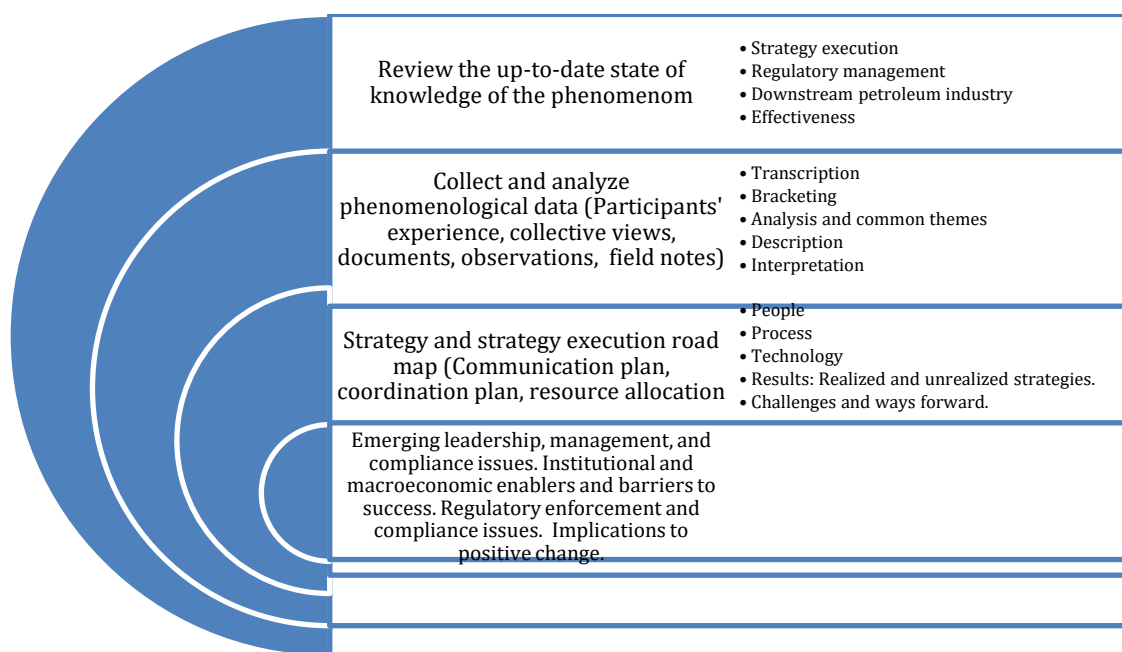 Review the up-to-date state of
knowledge of the phenomenom
• Strategy execution
• Regulatory management
• Downstream petroleum industry
• Effectiveness
Collect and analyze
phenomenological data (Participants'
experience, collective views,
documents, observations, field notes)
• Transcription
• Bracketing
• Analysis and common themes
• Description
• Interpretation
Strategy and strategy execution road
map (Communication plan,
coordination plan, resource allocation
• People
• Process
• Technology
• Results: Realized and unrealized strategies.
• Challenges and ways forward.
Emerging leadership, management, and
compliance issues. Institutional and
macroeconomic enablers and barriers to
success. Regulatory enforcement and
compliance issues. Implications to
positive change.